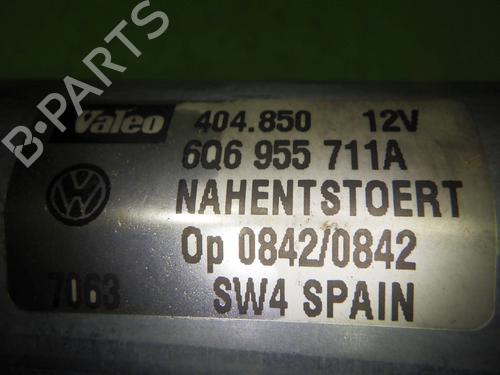 B-PARTS
Valeo 404.850 12V
6Q6 955 711A
NAHENTSTOERT
Op 0842/0842
7063 SW4 SPAIN